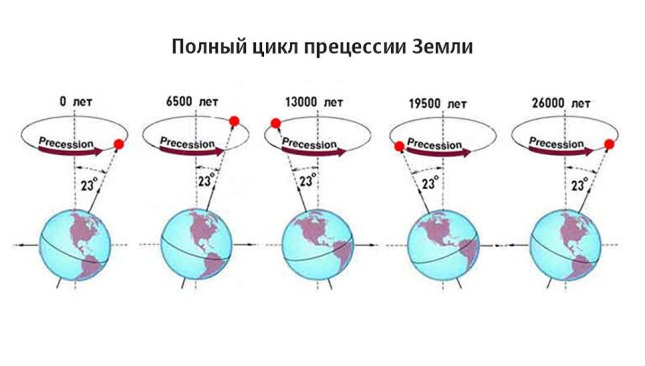 Полный цикл прецессии Земли
0 лет
6500 лет
13000 лет
19500 лет
26000 лет
Precession
Precession
Precession
Precession
Precession
23°
23°
23°
23°
23°